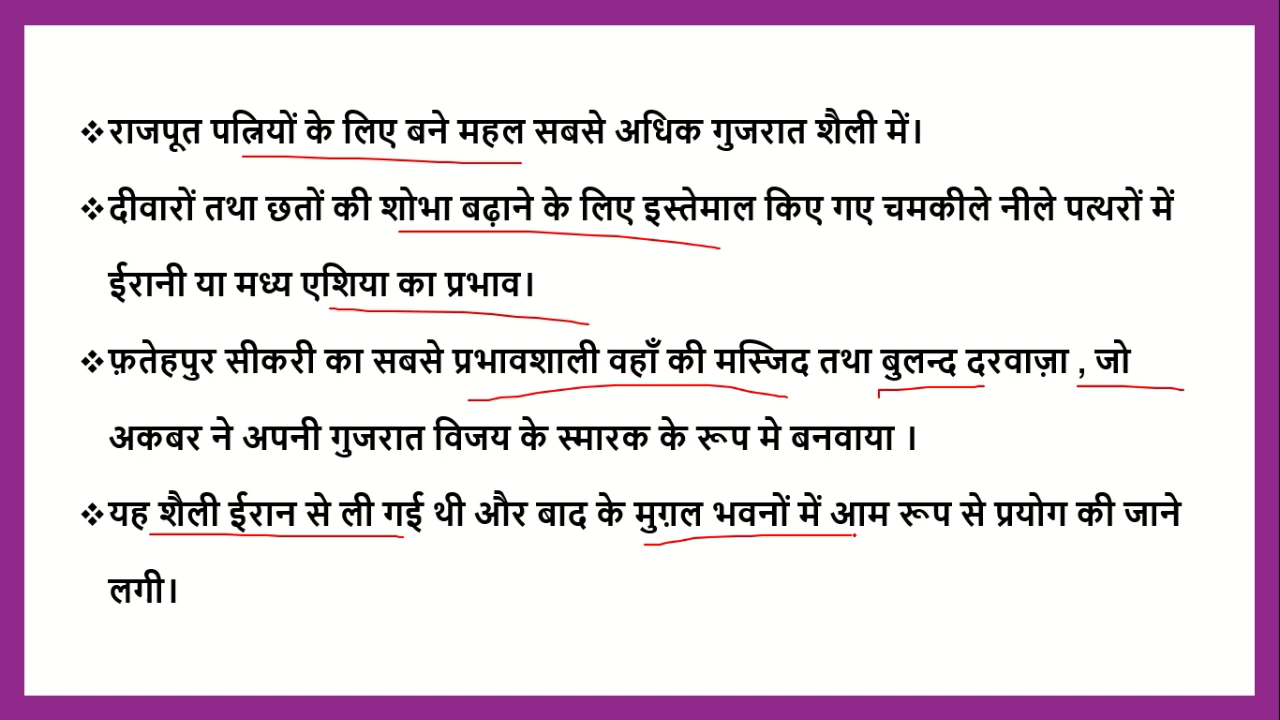 ❖राजपूत पत्नियों के लिए बने महल सबसे अधिक गुजरात शैली में।
❖दीवारों तथा छतों की शोभा बढ़ाने के लिए इस्तेमाल किए गए चमकीले नीले पत्थरों में
ईरानी या मध्य एशिया का प्रभाव।
❖फ़तेहपुर सीकरी का सबसे प्रभावशाली वहाँ की मस्जिद तथा बुलन्द दरवाज़ा , जो
अकबर ने अपनी गुजरात विजय के स्मारक के रूप मे बनवाया ।
❖यह शैली ईरान से ली गई थी और बाद के मुग़ल भवनों में आम रूप से प्रयोग की जाने
लगी।